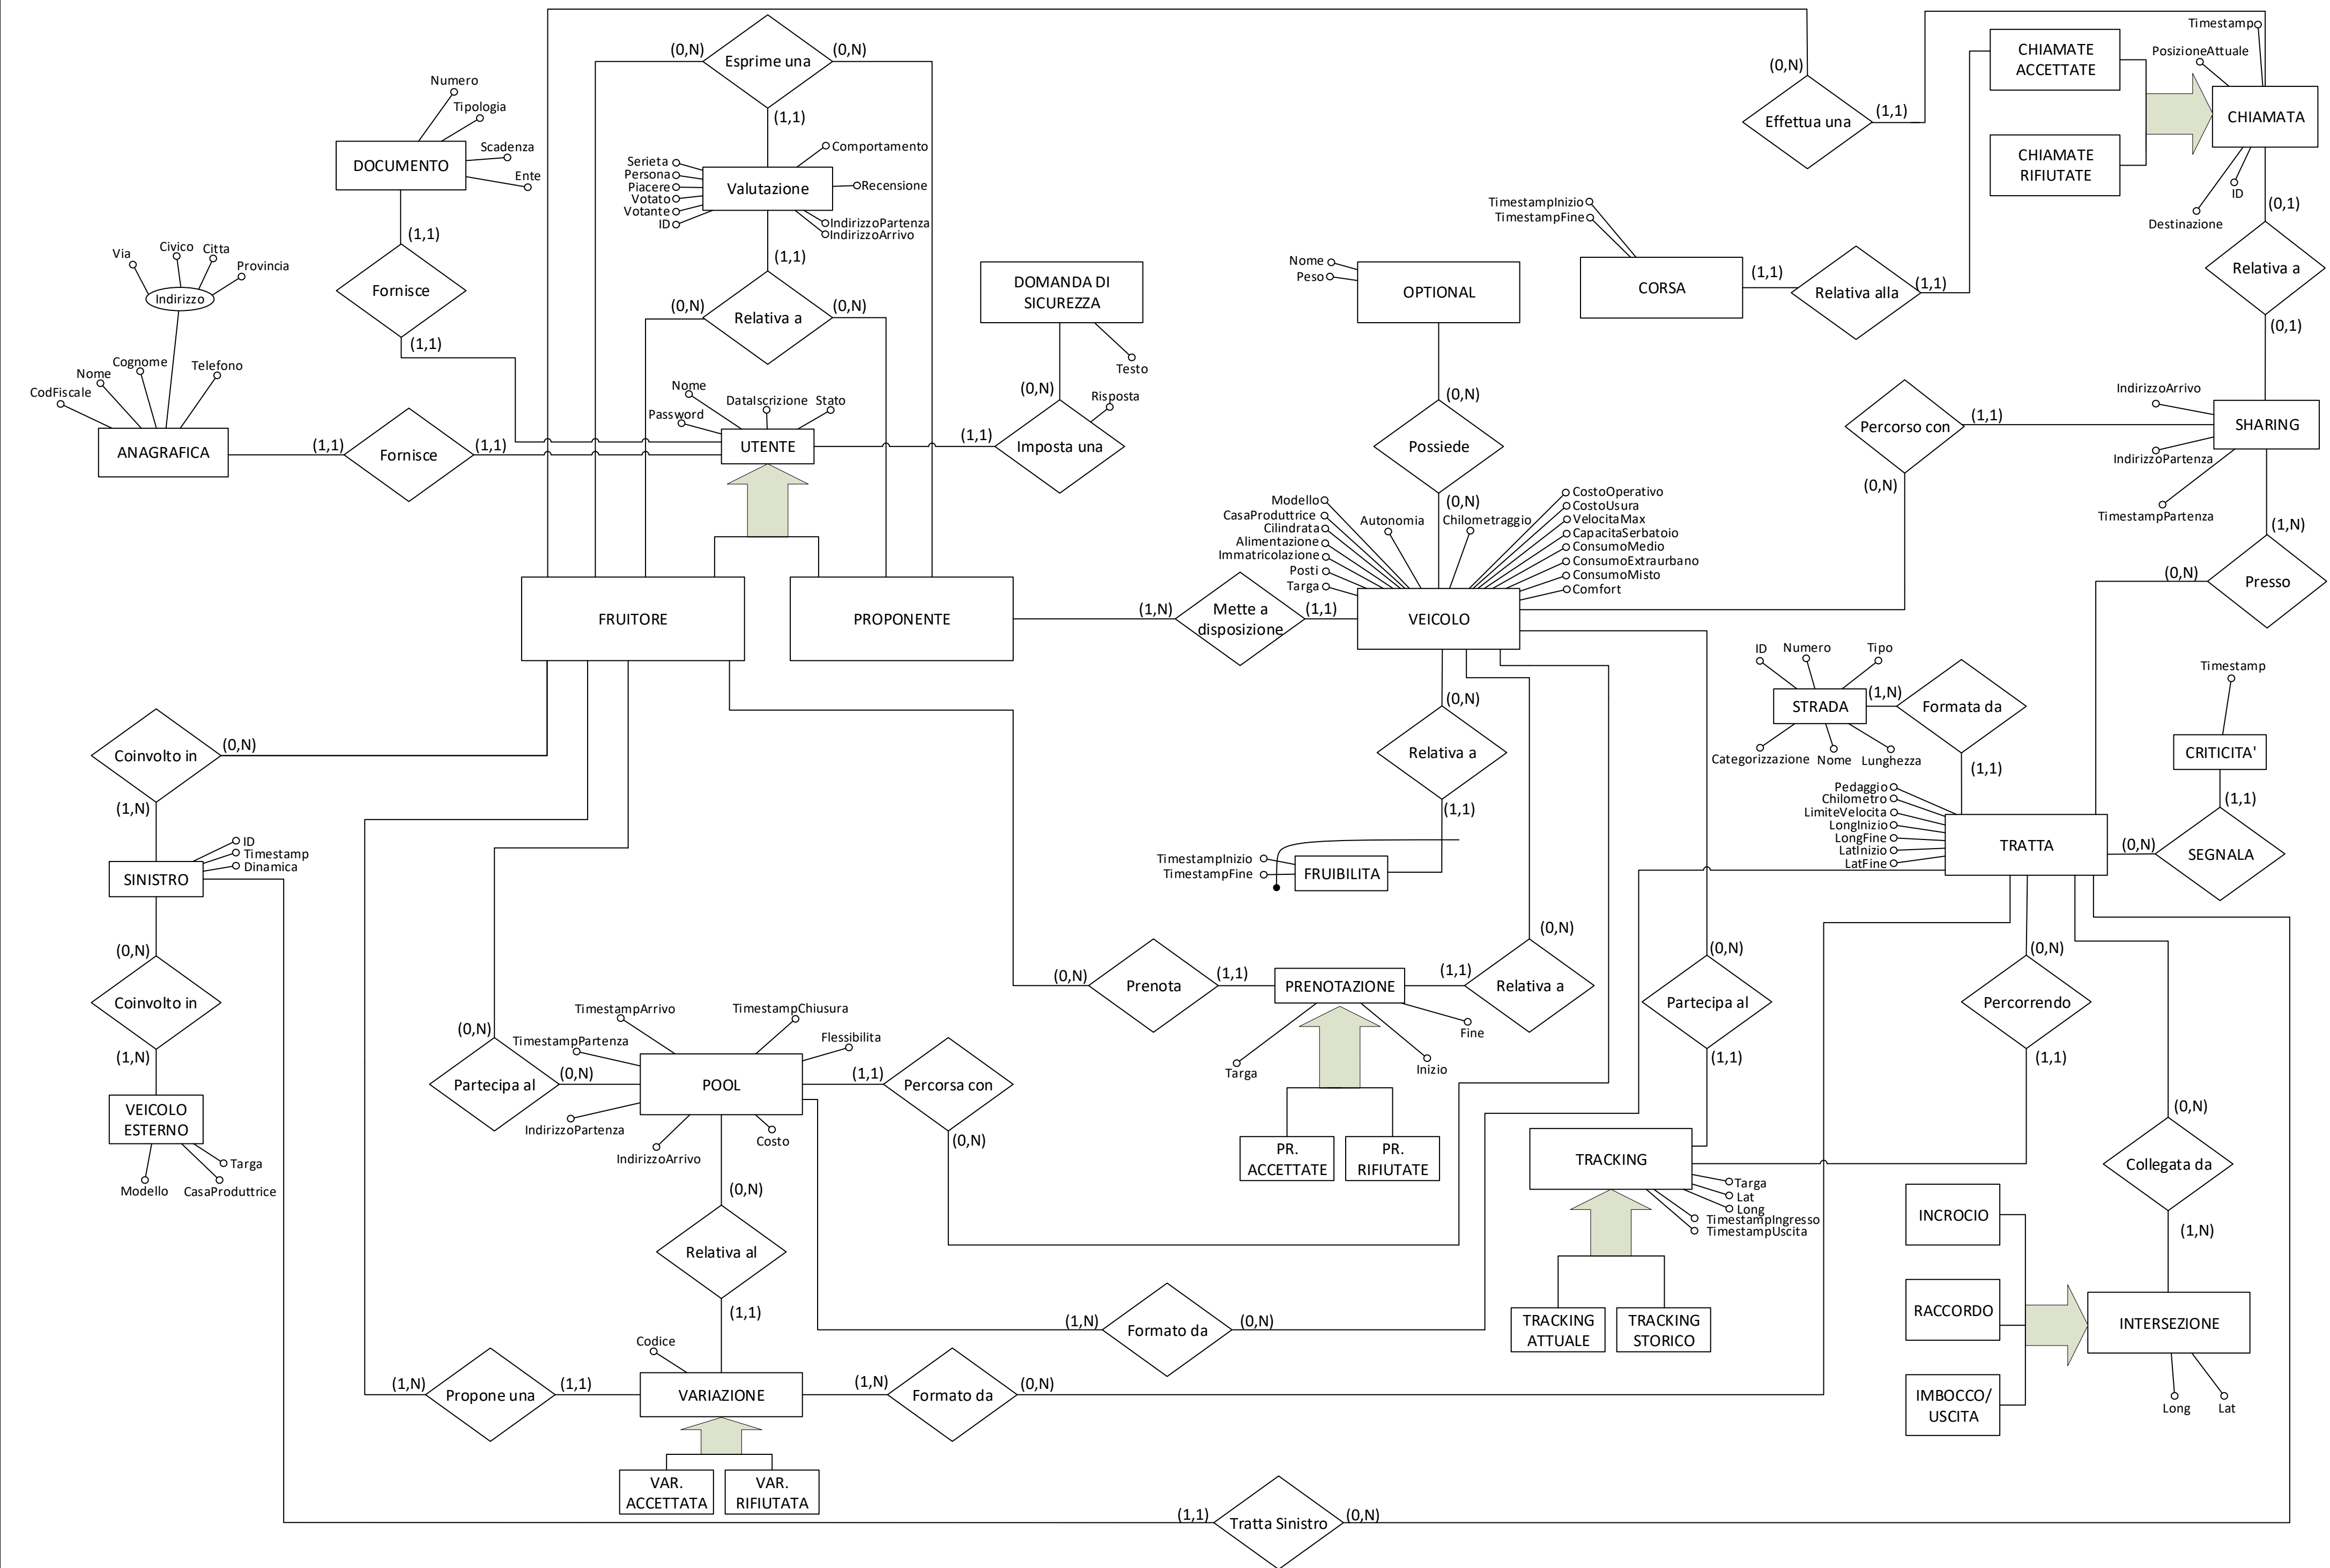 (0,N)
Esprime una
(0,N)
(1,1)
Numero
Tipologia
Scadenza
Ente
DOCUMENTO
(1,1)
Fornisce
(1,1)
Serieta
Persona
Piacere
Votato
Votante
ID
Valutazione
Comportamento
Recensione
IndirizzoPartenza
IndirizzoArrivo
(1,1)
(0,N)
Relativa a
(0,N)
Via
Civico
Citta
Provincia
Indirizzo
CodFiscale
Nome
Cognome
Telefono
ANAGRAFICA
(1,1)
Fornisce
(1,1)
Nome
Password
DataIscrizione
Stato
UTENTE
DOMANDA DI
SICUREZZA
Testo
(0,N)
Risposta
(1,1)
Imposta una
(0,N)
Effettua una
(1,1)
CHIAMATE
ACCETTATE
CHIAMATE
RIFIUTATE
Timestamp
PosizioneAttuale
CHIAMATA
ID
Destinazione
(0,1)
Relativa a
(0,1)
TimestampInizio
TimestampFine
CORSA
(1,1)
Relativa alla
(1,1)
Nome
Peso
OPTIONAL
(0,N)
Possiede
(0,N)
Percorso con
(1,1)
(0,N)
IndirizzoArrivo
SHARING
IndirizzoPartenza
TimestampPartenza
(1,N)
(0,N)
Presso
Modello
CasaProduttrice
Cilindrata
Alimentazione
Immatricolazione
Posti
Targa
Autonomia
Chilometraggio
CostoOperativo
CostoUsura
VelocitaMax
CapacitaSerbatoio
ConsumoMedio
ConsumoExtraurbano
ConsumoMisto
Comfort
FRUITORE
PROPONENTE
(1,N)
Mette a
disposizione
(1,1)
VEICOLO
(0,N)
Relativa a
(1,1)
TimestampInizio
TimestampFine
FRUIBILITA
ID
Numero
Tipo
STRADA
(1,N)
Formata da
Categorizzazione
Nome
Lunghezza
(1,1)
Timestamp
CRITICITA'
(1,1)
Pedaggio
Chilometro
LimiteVelocita
LongInizio
LongFine
LatInizio
LatFine
TRATTA
(0,N)
SEGNALA
Coinvolto in
(0,N)
(1,N)
ID
Timestamp
Dinamica
SINISTRO
(0,N)
Coinvolto in
(1,N)
VEICOLO
ESTERNO
Targa
Modello
CasaProduttrice
(0,N)
Prenota
(1,1)
PRENOTAZIONE
(1,1)
Relativa a
(0,N)
Fine
Inizio
Targa
PR.
ACCETTATE
PR.
RIFIUTATE
(0,N)
Partecipa al
(1,1)
(0,N)
Percorrendo
(1,1)
(0,N)
Partecipa al
(0,N)
TimestampArrivo
TimestampChiusura
TimestampPartenza
Flessibilita
POOL
(1,1)
Percorsa con
(0,N)
IndirizzoPartenza
IndirizzoArrivo
Costo
(0,N)
Relativa al
(1,1)
TRACKING
Targa
Lat
Long
TimestampIngresso
TimestampUscita
TRACKING
ATTUALE
TRACKING
STORICO
(0,N)
Collegata da
(1,N)
INCROCIO
RACCORDO
IMBOCCO/
USCITA
INTERSEZIONE
Long
Lat
(1,N)
Formato da
(0,N)
Codice
(1,N)
Propone una
(1,1)
VARIAZIONE
(1,N)
Formato da
(0,N)
VAR.
ACCETTATA
VAR.
RIFIUTATA
(1,1)
Tratta Sinistro
(0,N)